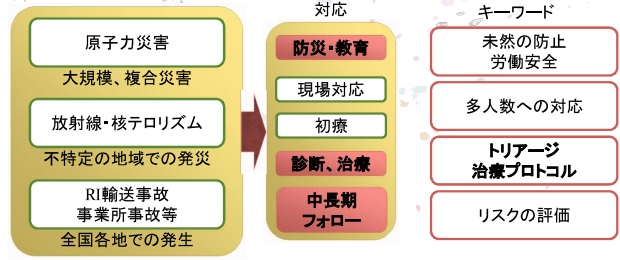 原子力災害
大規模、複合災害
放射線・核テロリズム
不特定の地域での発災
RI輸送事故
事業所事故等
全国各地での発生
対応
防災・教育
現場対応
初療
診断、治療
中長期
フォロー
キーワード
未然の防止
労働安全
多人数への対応
トリアージ
治療プロトコル
リスクの評価